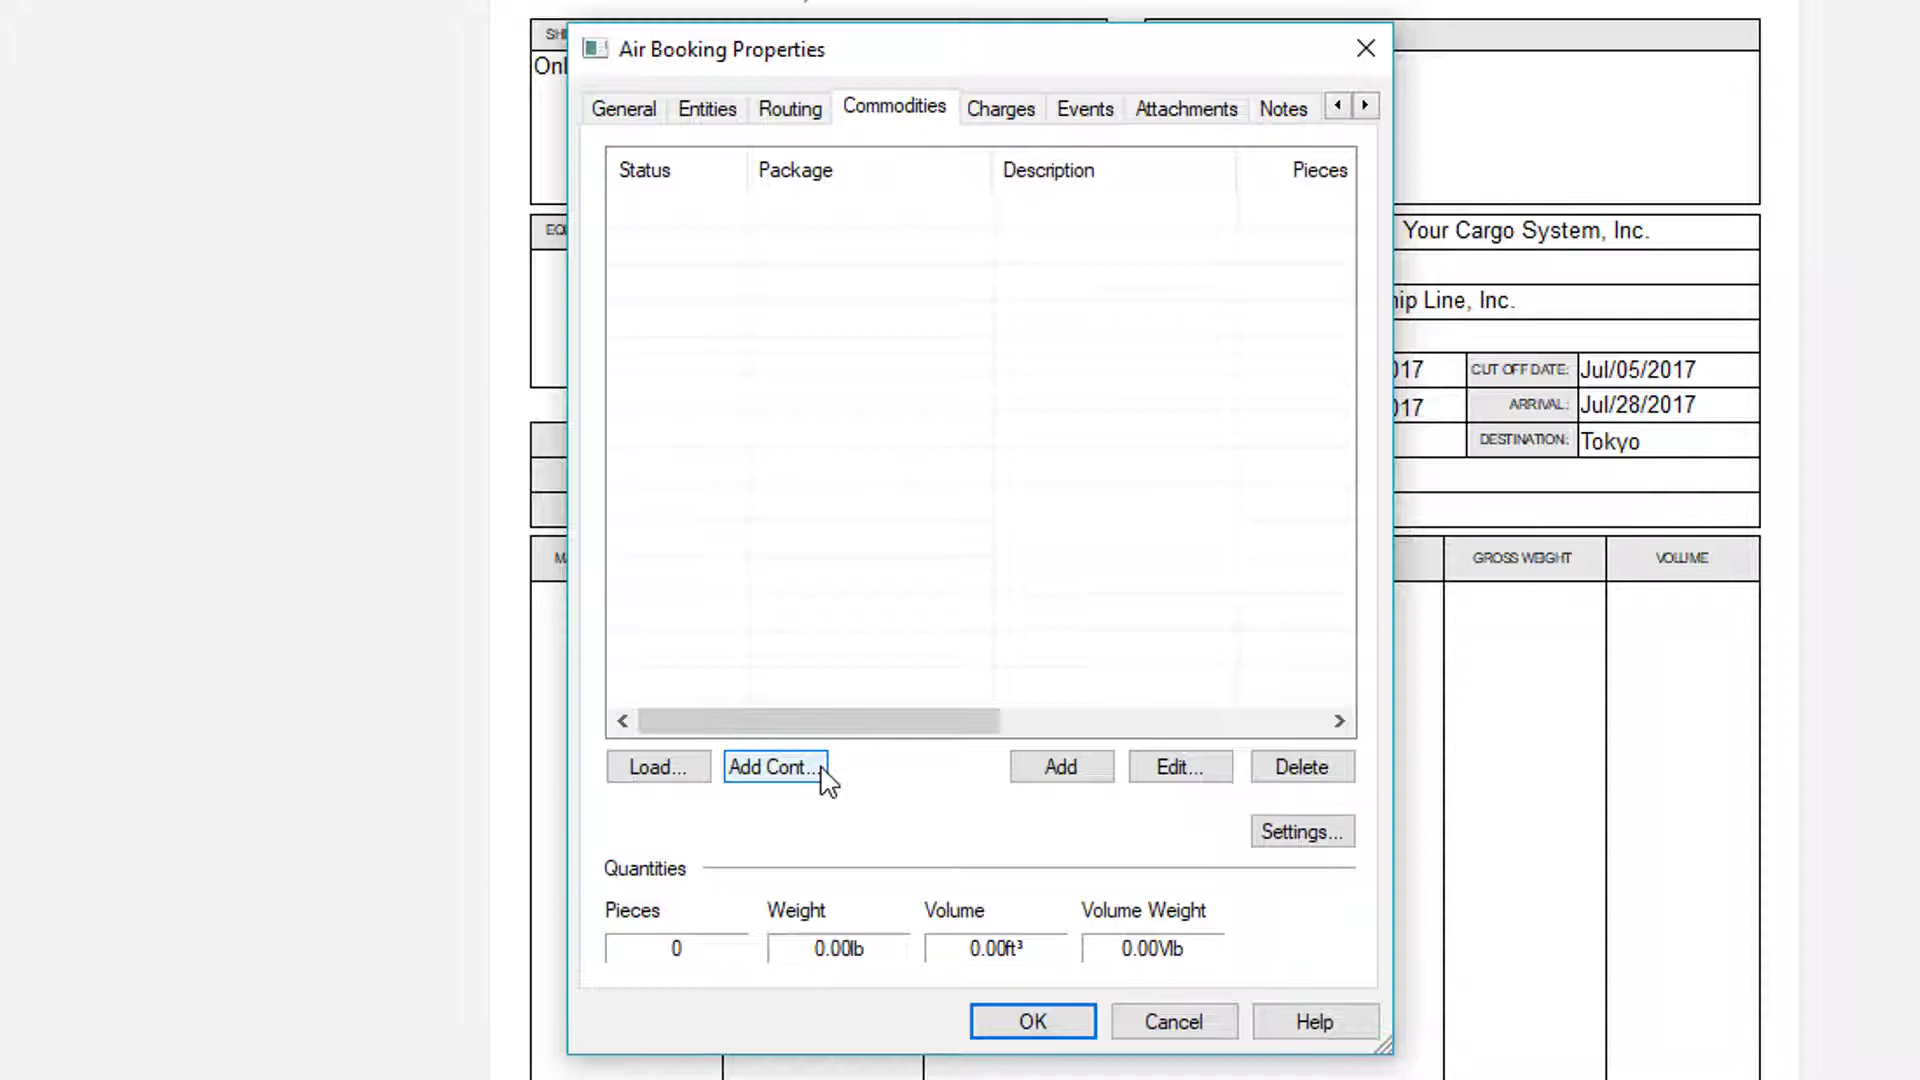 Air Booking Properties
General Entities Routing Commodities Charges Events Attachments Notes
Status Package Description Pieces
Load... Add Cont... Add Edit... Delete
Settings...
Quantities
Pieces Weight Volume Volume Weight
0 0.00lb 0.00ft³ 0.00Vlb
OK Cancel Help
SH
Onl
EQ
Your Cargo System, Inc.
hip Line, Inc.
017 CUT OFF DATE: Jul/05/2017
017 ARRIVAL: Jul/28/2017
DESTINATION: Tokyo
M
GROSS WEIGHT VOLUME